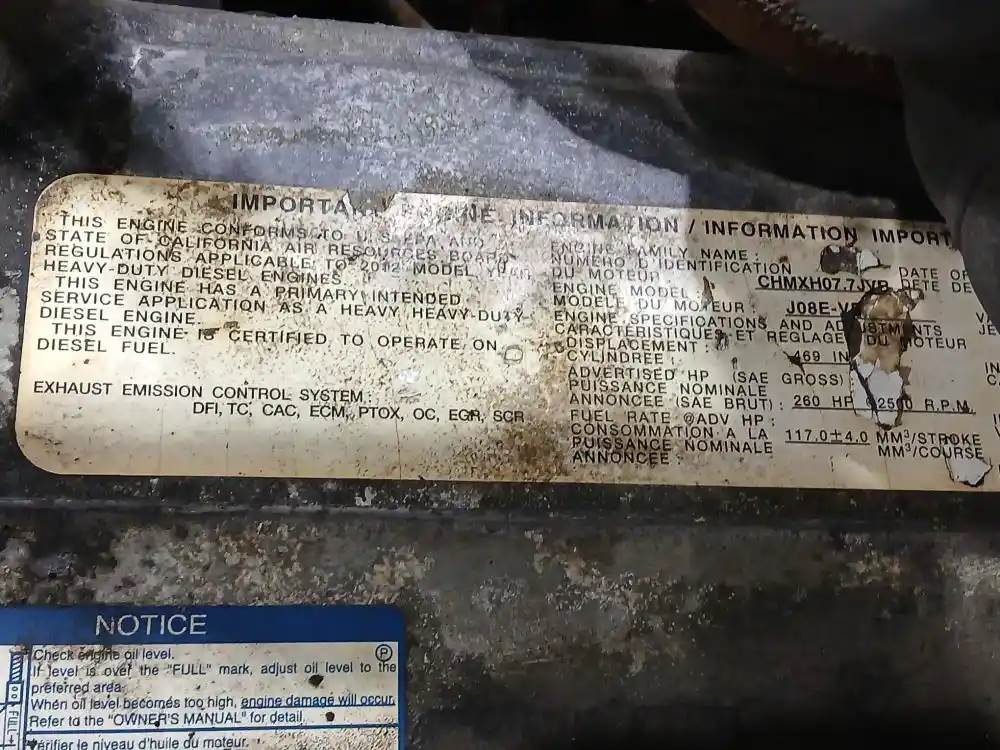 IMPORTANT ENGINE INFORMATION / INFORMATION IMPORT
THIS ENGINE CONFORMS TO U.S. EPA AND
STATE OF CALIFORNIA AIR RESOURCES BOARD
REGULATIONS APPLICABLE TO 2012 MODEL YEAR
HEAVY-DUTY DIESEL ENGINES.
THIS ENGINE HAS A PRIMARY INTENDED
SERVICE APPLICATION AS A HEAVY HEAVY-DUTY
DIESEL ENGINE.
THIS ENGINE IS CERTIFIED TO OPERATE ON
DIESEL FUEL.
EXHAUST EMISSION CONTROL SYSTEM:
DFI, TC, CAC, ECM, PTOX, OC, EGR, SCR
ENGINE FAMILY NAME :
NUMERO D'IDENTIFICATION
DU MOTEUR CHMXH07.7JVB
ENGINE MODEL :
MODELE DU MOTEUR : J08E-V
ENGINE SPECIFICATIONS AND ADJUSTMENTS
CARACTERISTIQUES ET REGLAGE DU MOTEUR
DISPLACEMENT :
CYLINDREE : 469 IN
ADVERTISED HP (SAE GROSS)
PUISSANCE NOMINALE
ANNONCEE (SAE BRUT) : 260 HP 2500 R.P.M.
FUEL RATE @ADV HP :
CONSOMMATION A LA 117.0±4.0 MM³/STROKE
PUISSANCE NOMINALE MM³/COURSE
ANNONCEE :
DATE OF
DATE DE
NOTICE
Check engine oil level.
If level is over the "FULL" mark, adjust oil level to the
preferred area.
When oil level becomes too high, engine damage will occur.
Refer to the "OWNER'S MANUAL" for detail.
Vérifier le niveau d'huile du moteur.
P
FULL